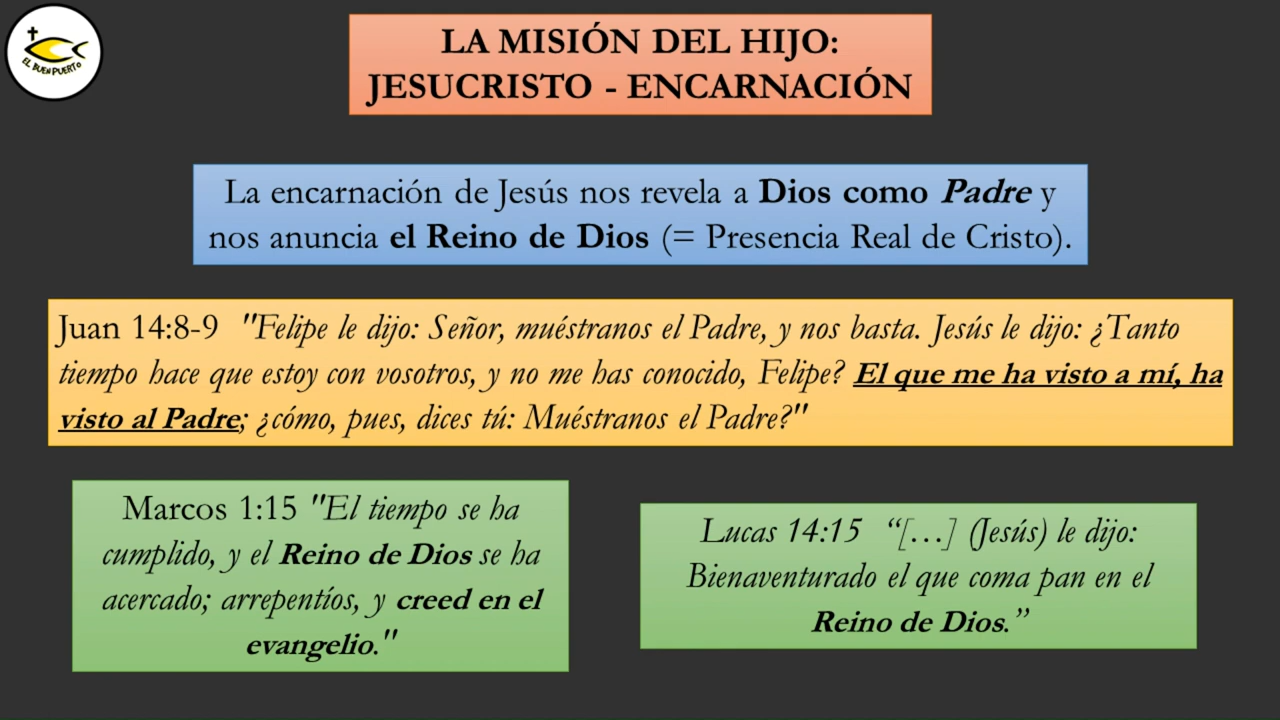 EL BUEN PUERTO
LA MISIÓN DEL HIJO:
JESUCRISTO - ENCARNACIÓN
La encarnación de Jesús nos revela a Dios como Padre y
nos anuncia el Reino de Dios (= Presencia Real de Cristo).
Juan 14:8-9 "Felipe le dijo: Señor, muéstranos el Padre, y nos basta. Jesús le dijo: ¿Tanto
tiempo hace que estoy con vosotros, y no me has conocido, Felipe? El que me ha visto a mí, ha
visto al Padre; ¿cómo, pues, dices tú: Muéstranos el Padre?"
Marcos 1:15 "El tiempo se ha
cumplido, y el Reino de Dios se ha
acercado; arrepentíos, y creed en el
evangelio."
Lucas 14:15 “[…] (Jesús) le dijo:
Bienaventurado el que coma pan en el
Reino de Dios.”